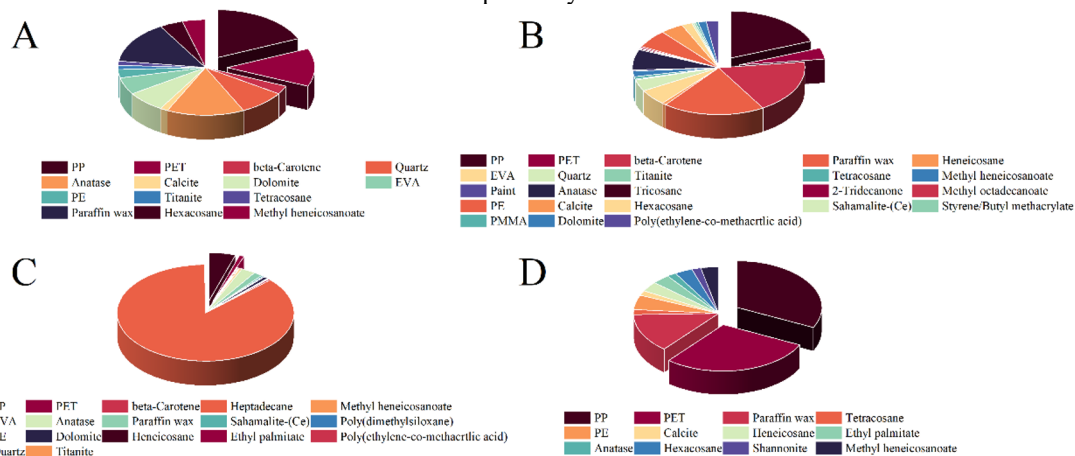 A
B
PP PET beta-Carotene Quartz
Anatase Calcite Dolomite EVA
PE Titanite Tetracosane
Paraffin wax Hexacosane Methyl heneicosanoate
PP PET beta-Carotene Paraffin wax Heneicosane
EVA Quartz Titanite Tetracosane Methyl heneicosanoate
Paint Anatase Tricosane 2-Tridecanone Methyl octadecanoate
PE Calcite Hexacosane Sahamalite-(Ce) Styrene/Butyl methacrylate
PMMA Dolomite Poly(ethylene-co-methacrtlic acid)
C
D
P PET beta-Carotene Heptadecane Methyl heneicosanoate
VA Anatase Paraffin wax Sahamalite-(Ce) Poly(dimethylsiloxane)
E Dolomite Heneicosane Ethyl palmitate Poly(ethylene-co-methacrtlic acid)
uartz Titanite
PP PET Paraffin wax Tetracosane
PE Calcite Heneicosane Ethyl palmitate
Anatase Hexacosane Shannonite Methyl heneicosanoate